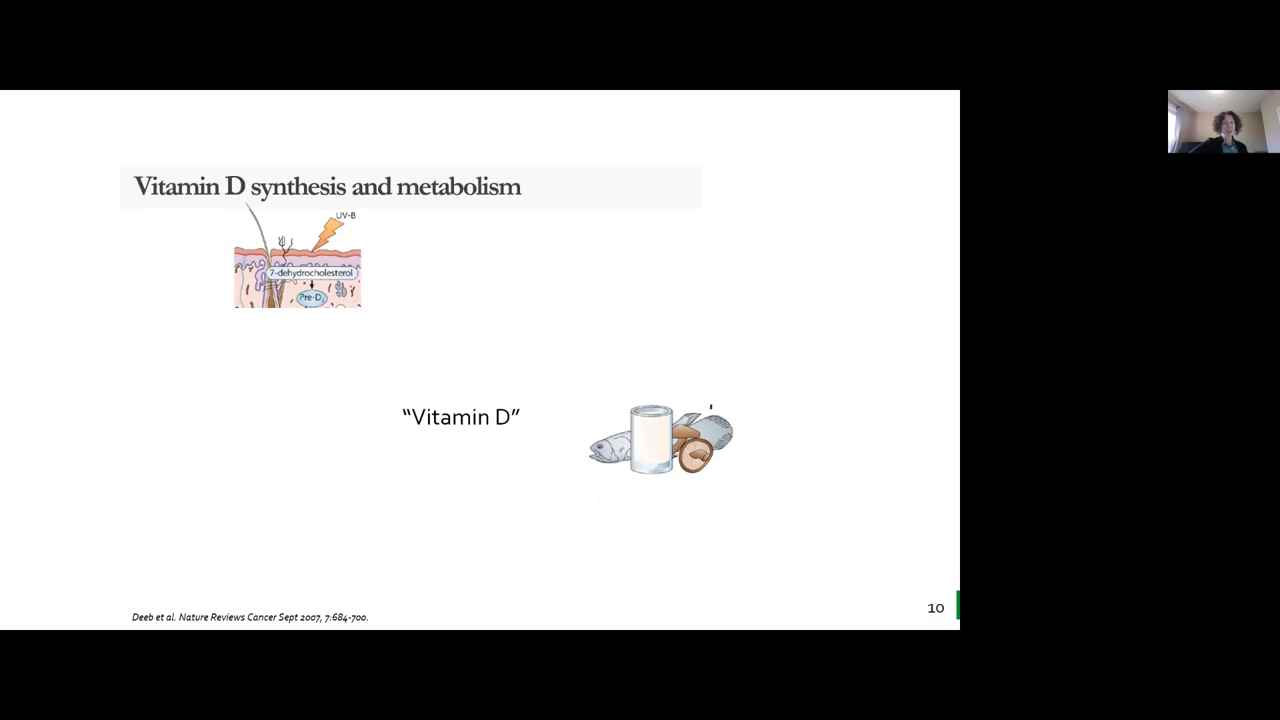 Vitamin D synthesis and metabolism
UV-B
7-dehydrocholesterol
Pre-D₃
"Vitamin D"
Deeb et al. Nature Reviews Cancer Sept 2007, 7:684-700.
10